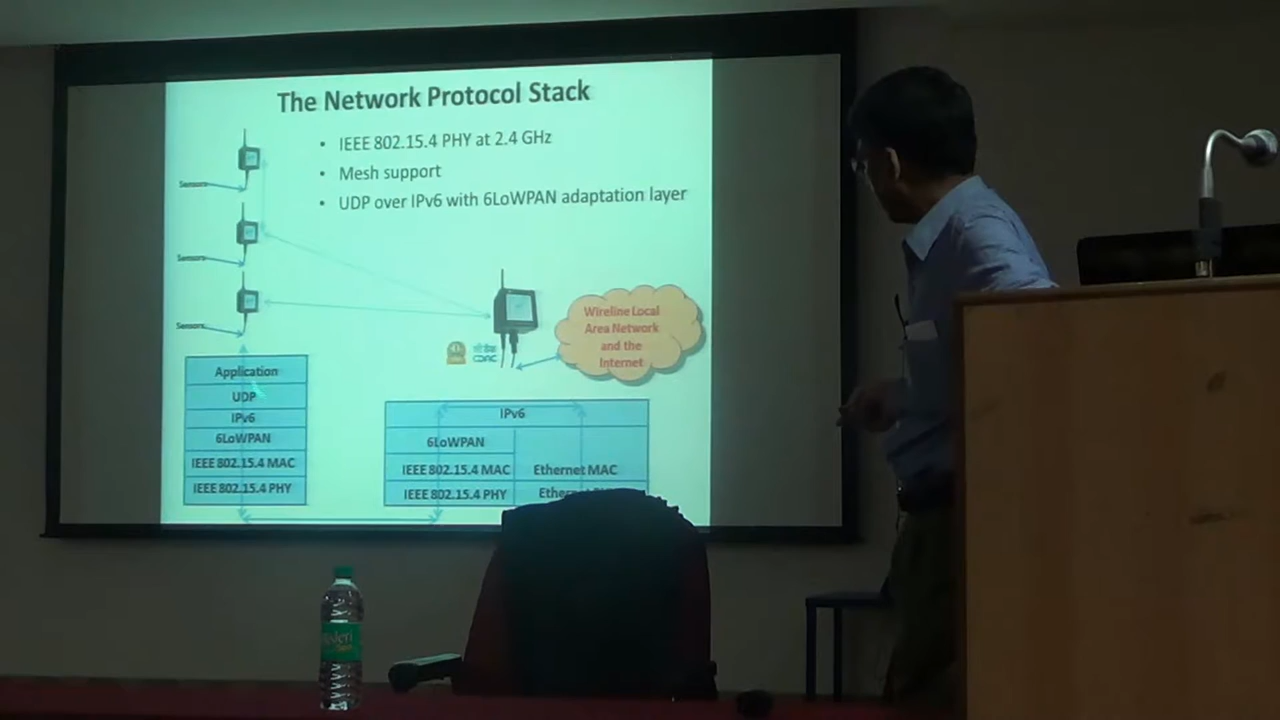 The Network Protocol Stack
• IEEE 802.15.4 PHY at 2.4 GHz
• Mesh support
• UDP over IPv6 with 6LoWPAN adaptation layer
Sensors
Sensors
Sensors
Wireline Local
Area Network
and the
Internet
CDAC
Application
UDP
IPv6
6LoWPAN
IEEE 802.15.4 MAC
IEEE 802.15.4 PHY
IPv6
6LoWPAN
IEEE 802.15.4 MAC
Ethernet MAC
IEEE 802.15.4 PHY